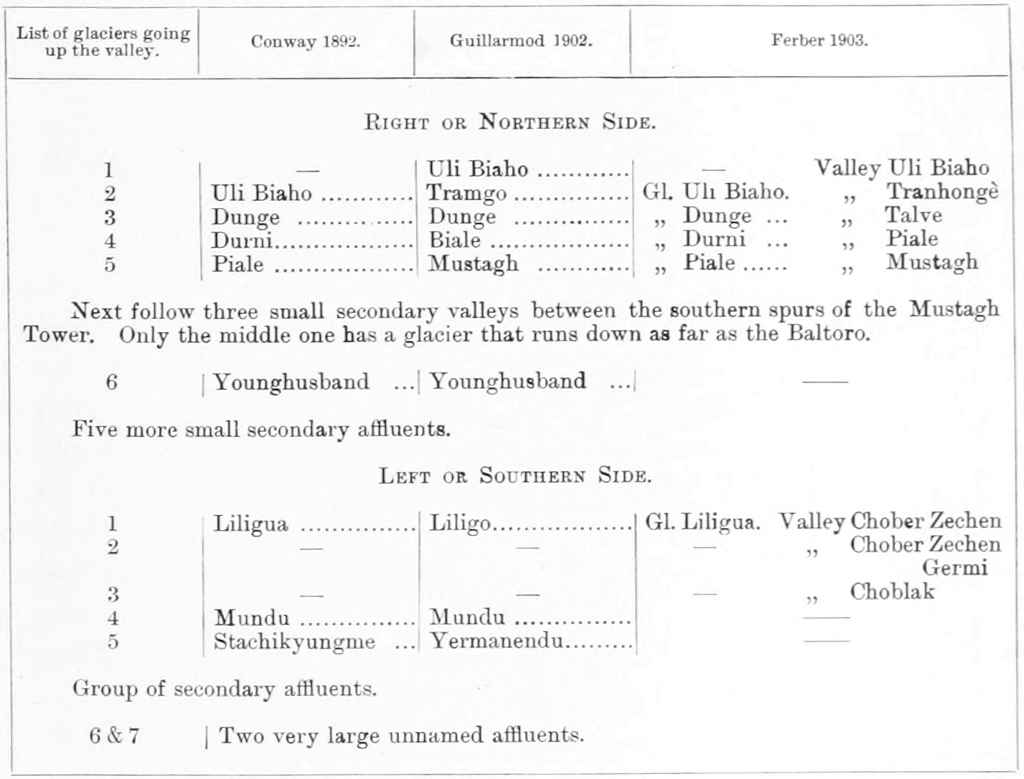 List of glaciers going up the valley. Conway 1892. Guillarmod 1902. Ferber 1903.
RIGHT OR NORTHERN SIDE.
1 — Uli Biaho ............ — Valley Uli Biaho
2 Uli Biaho ............ Tramgo ............... Gl. Uli Biaho. „ Tranhongè
3 Dunge ............... Dunge ............... „ Dunge ... „ Talve
4 Durni.................. Biale .................. „ Durni ... „ Piale
5 Piale .................. Mustagh ............ „ Piale ...... „ Mustagh
Next follow three small secondary valleys between the southern spurs of the Mustagh
Tower. Only the middle one has a glacier that runs down as far as the Baltoro.
6 Younghusband ... Younghusband ... —
Five more small secondary affluents.
LEFT OR SOUTHERN SIDE.
1 Liligua ............... Liligo.................. Gl. Liligua. Valley Chober Zechen
2 — — — „ Chober Zechen
Germi
3 — — — „ Choblak
4 Mundu ............... Mundu ............... —
5 Stachikyungme ... Yermanendu......... —
Group of secondary affluents.
6 & 7 Two very large unnamed affluents.